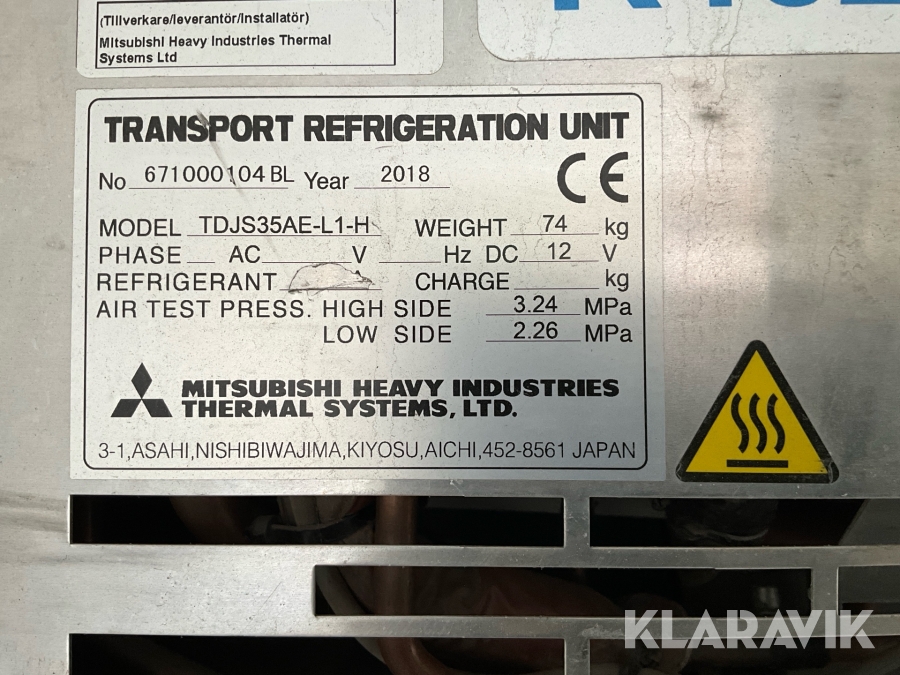 (Tillverkare/leverantör/Installatör)
Mitsubishi Heavy Industries Thermal
Systems Ltd
TRANSPORT REFRIGERATION UNIT
No 671000104 BL Year 2018
CE
MODEL TDJS35AE-L1-H WEIGHT 74 kg
PHASE AC V Hz DC 12 V
REFRIGERANT CHARGE kg
AIR TEST PRESS. HIGH SIDE 3.24 MPa
LOW SIDE 2.26 MPa
MITSUBISHI HEAVY INDUSTRIES
THERMAL SYSTEMS, LTD.
3-1,ASAHI,NISHIBIWAJIMA,KIYOSU,AICHI,452-8561 JAPAN
KLARAVIK